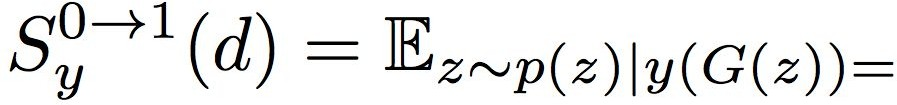 S_y^{0→1}(d) = 𝔼_{z∼p(z)|y(G(z))=